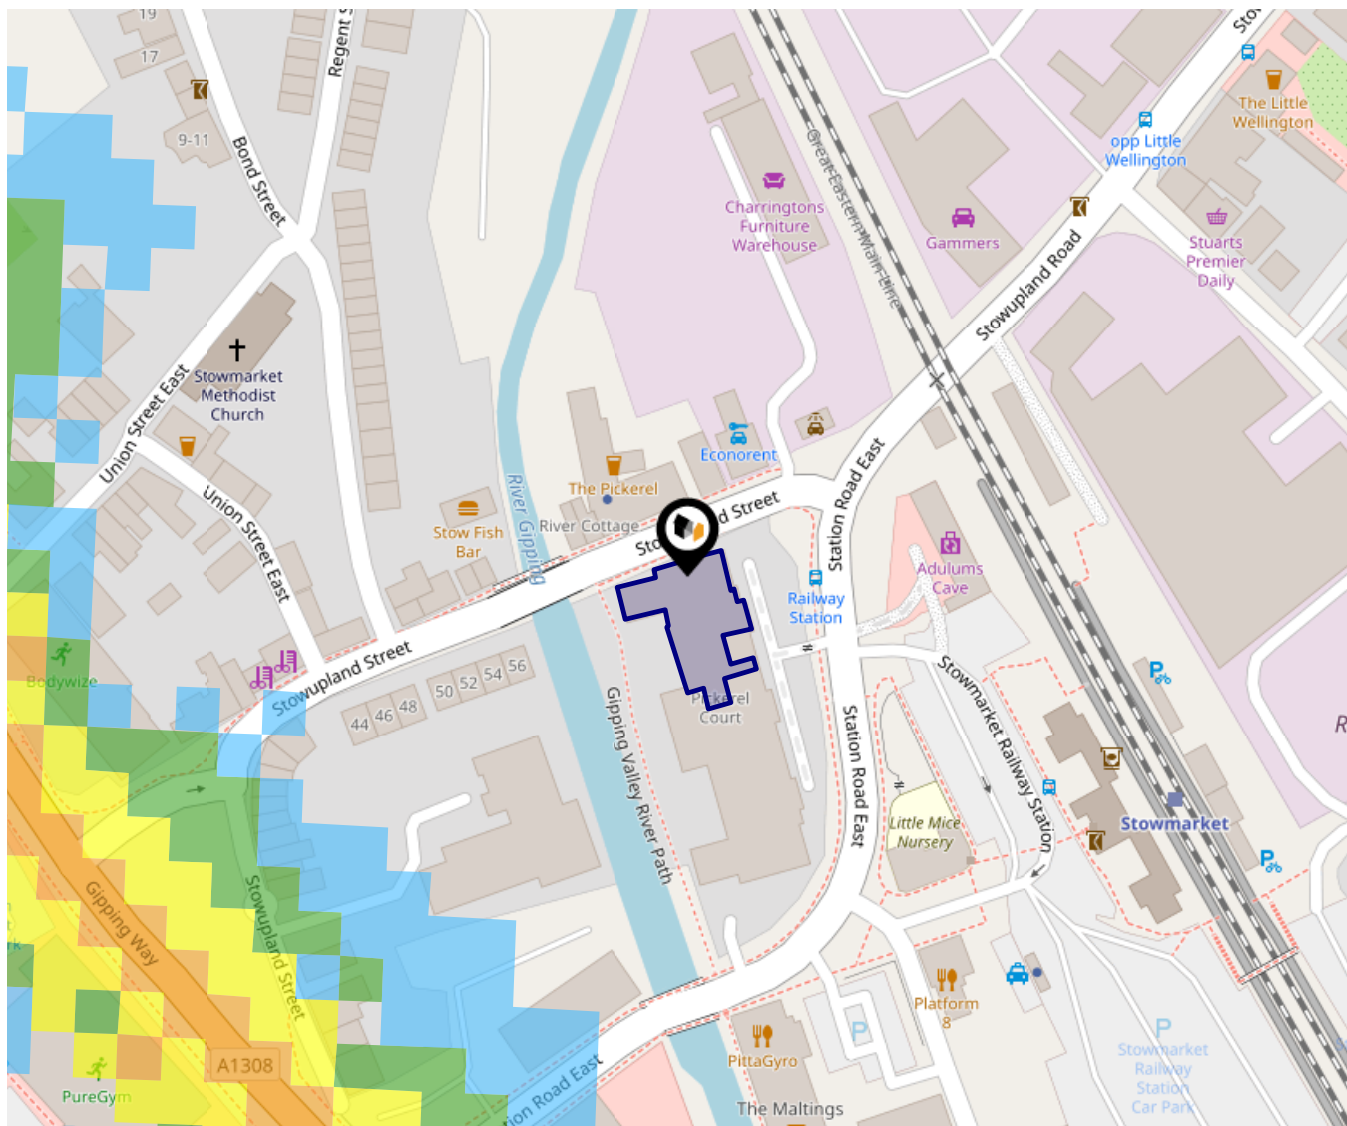 19
17
Regent S
Stow
The Little
Wellington
9-11
Bond Street
opp Little
Wellington
Great Eastern Main Line
Charringtons
Furniture
Warehouse
Gammers
Stuarts
Premier
Daily
Stowupland Road
Stowmarket
Methodist
Church
Union Street East
Econorent
The Pickerel
River Cottage
Stow Fish
Bar
River Gipping
Union Street East
Station Road East
nd Street
Adulums
Cave
Railway
Station
Bodywize
Stowupland Street
44
46
48
50
52
54
56
Pickerel
Court
Gipping Valley River Path
Station Road East
Stowmarket Railway Station
Stowmarket
Little Mice
Nursery
R
P
P
Gipping Way
Stowupland Street
rk
A1308
PureGym
Platform
8
PittaGyro
The Maltings
tion Road East
P
P
Stowmarket
Railway
Station
Car Park